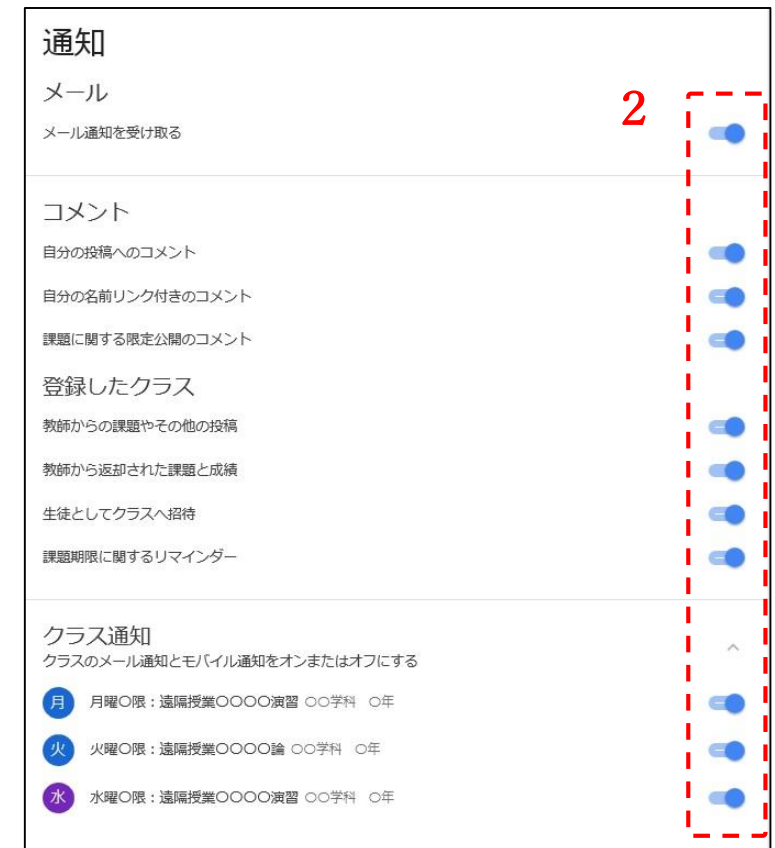 通知
メール
2
メール通知を受け取る
コメント
自分の投稿へのコメント
自分の名前リンク付きのコメント
課題に関する限定公開のコメント
登録したクラス
教師からの課題やその他の投稿
教師から返却された課題と成績
生徒としてクラスへ招待
課題期限に関するリマインダー
クラス通知
クラスのメール通知とモバイル通知をオンまたはオフにする
月 月曜〇限：遠隔授業〇〇〇〇演習 〇〇学科 〇年
火 火曜〇限：遠隔授業〇〇〇〇論 〇〇学科 〇年
水 水曜〇限：遠隔授業〇〇〇〇演習 〇〇学科 〇年